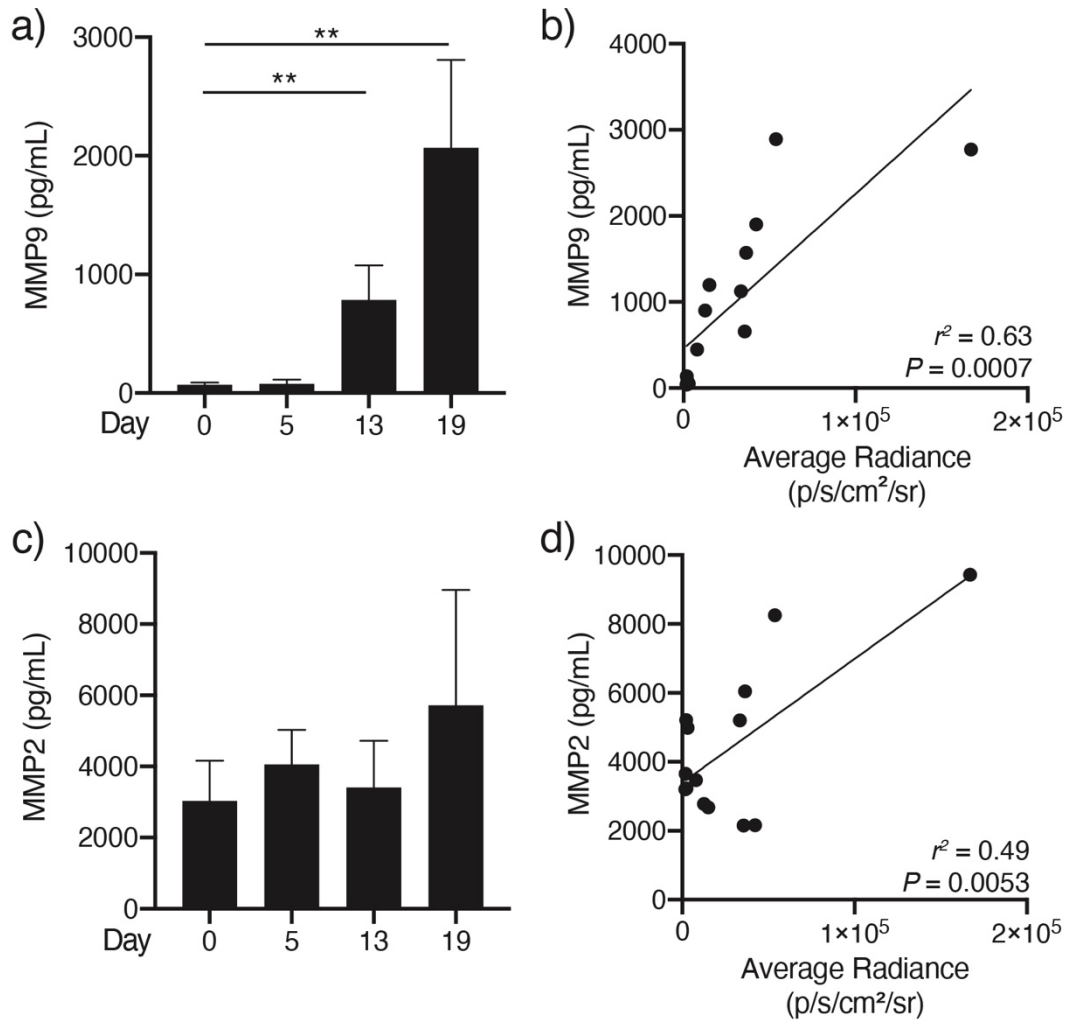 a)
MMP9 (pg/mL)
3000
2000
1000
0
**
**
Day 0 5 13 19
b)
MMP9 (pg/mL)
4000
3000
2000
1000
0
r² = 0.63
P = 0.0007
0 1×10⁵ 2×10⁵
Average Radiance
(p/s/cm²/sr)
c)
MMP2 (pg/mL)
10000
8000
6000
4000
2000
0
Day 0 5 13 19
d)
MMP2 (pg/mL)
10000
8000
6000
4000
2000
0
r² = 0.49
P = 0.0053
0 1×10⁵ 2×10⁵
Average Radiance
(p/s/cm²/sr)